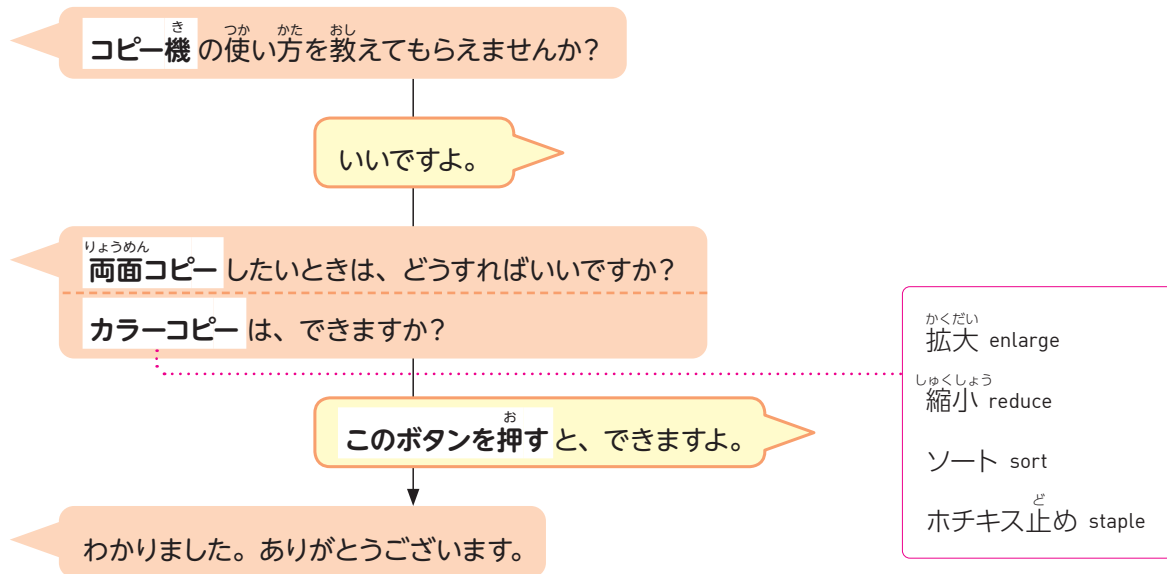 コピー機の使い方を教えてもらえませんか？
き つか かた おし
いいですよ。
りょうめん
両面コピーしたいときは、どうすればいいですか？
カラーコピーは、できますか？
お
このボタンを押すと、できますよ。
わかりました。ありがとうございます。
かくだい
拡大 enlarge
しゅくしょう
縮小 reduce
ソート sort
ど
ホチキス止め staple